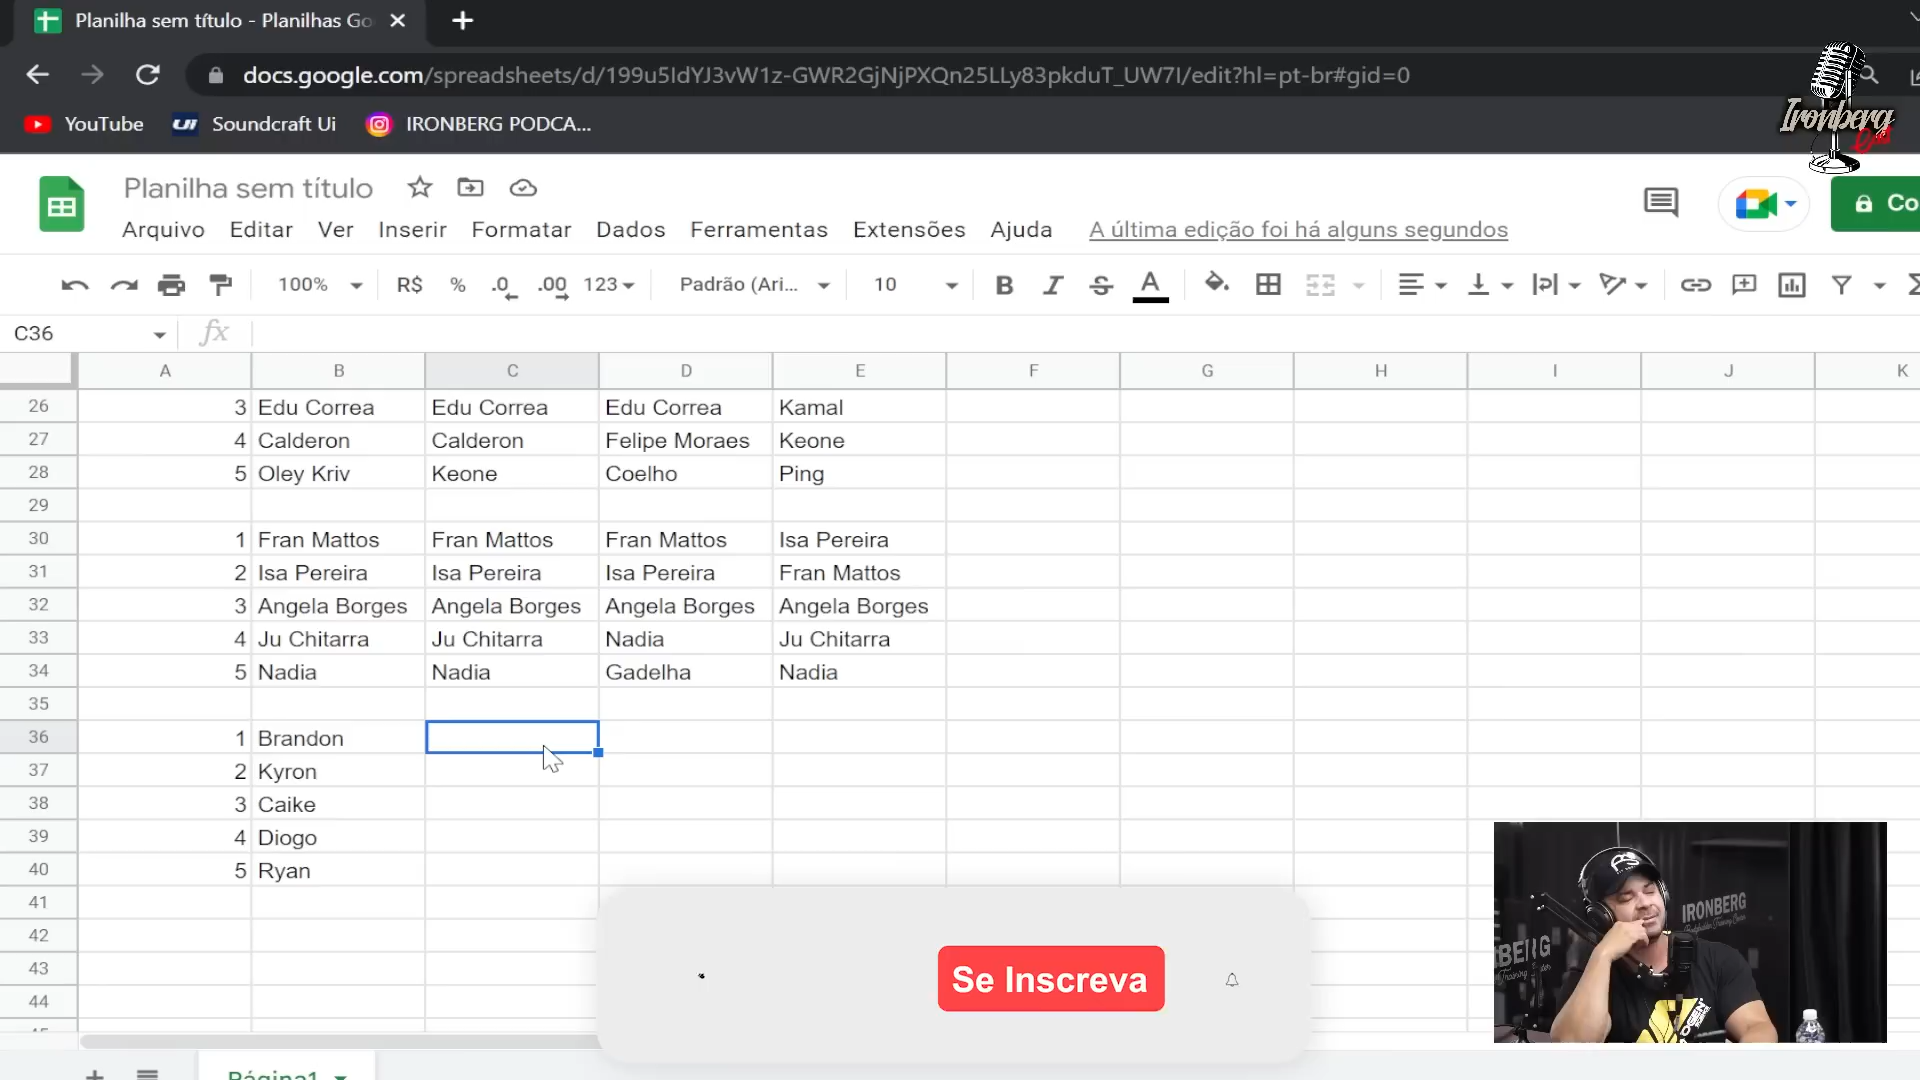 Planilha sem título - Planilhas Go
docs.google.com/spreadsheets/d/199u5IdYJ3vW1z-GWR2GjNjPXQn25LLy83pkduT_UW7I/edit?hl=pt-br#gid=0
YouTube Soundcraft Ui IRONBERG PODCA...
Ironberg
Cast
Planilha sem título
Co
Arquivo Editar Ver Inserir Formatar Dados Ferramentas Extensões Ajuda A última edição foi há alguns segundos
100% R$ % .0 .00 123 Padrão (Ari... 10 B I S A
C36 fx
A B C D E F G H I J K
26 3 Edu Correa Edu Correa Edu Correa Kamal
27 4 Calderon Calderon Felipe Moraes Keone
28 5 Oley Kriv Keone Coelho Ping
29
30 1 Fran Mattos Fran Mattos Fran Mattos Isa Pereira
31 2 Isa Pereira Isa Pereira Isa Pereira Fran Mattos
32 3 Angela Borges Angela Borges Angela Borges Angela Borges
33 4 Ju Chitarra Ju Chitarra Nadia Ju Chitarra
34 5 Nadia Nadia Gadelha Nadia
35
36 1 Brandon
37 2 Kyron
38 3 Caike
39 4 Diogo
40 5 Ryan
41
42
43
44
Se Inscreva
IRONBERG
PS
Página1